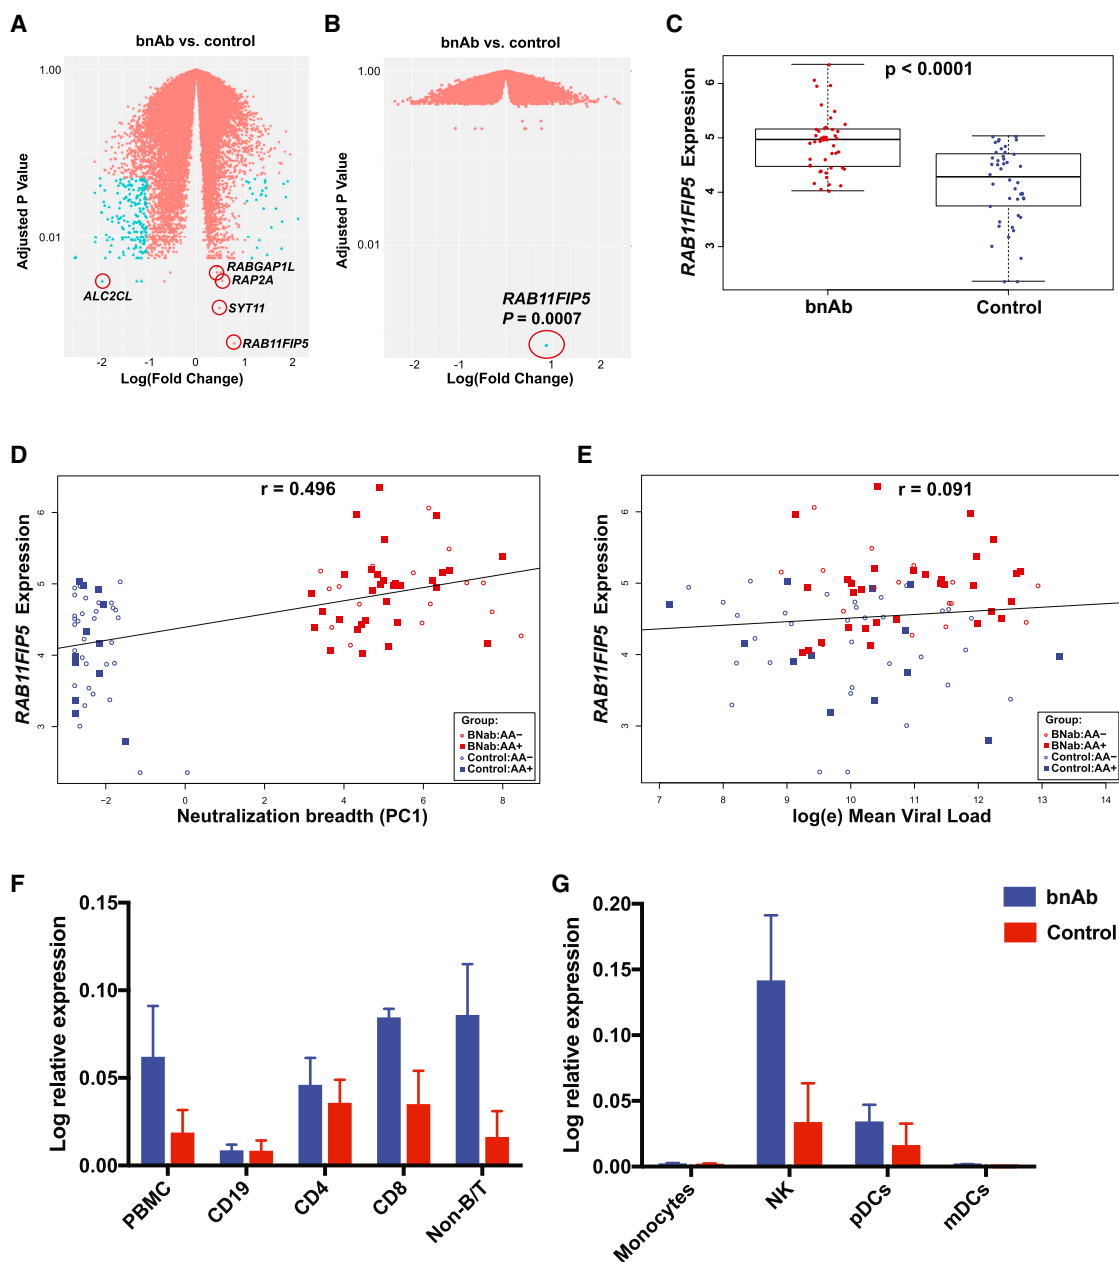 A
bnAb vs. control
Adjusted P Value
1.00
0.01
RABGAP1L
RAP2A
ALC2CL
SYT11
RAB11FIP5
-2 -1 0 1 2
Log(Fold Change)
B
bnAb vs. control
Adjusted P Value
1.00
0.01
RAB11FIP5
P = 0.0007
-2 -1 0 1 2
Log(Fold Change)
C
RAB11FIP5 Expression
p < 0.0001
6
5
4
3
bnAb Control
D
RAB11FIP5 Expression
r = 0.496
6
5
4
3
Group:
BNab:AA−
BNab:AA+
Control:AA−
Control:AA+
−2 0 2 4 6 8
Neutralization breadth (PC1)
E
RAB11FIP5 Expression
r = 0.091
6
5
4
3
Group:
BNab:AA−
BNab:AA+
Control:AA−
Control:AA+
7 8 9 10 11 12 13 14
log(e) Mean Viral Load
F
Log relative expression
0.15
0.10
0.05
0.00
PBMC CD19 CD4 CD8 Non-B/T
G
Log relative expression
0.20
0.15
0.10
0.05
0.00
Monocytes NK pDCs mDCs
bnAb
Control